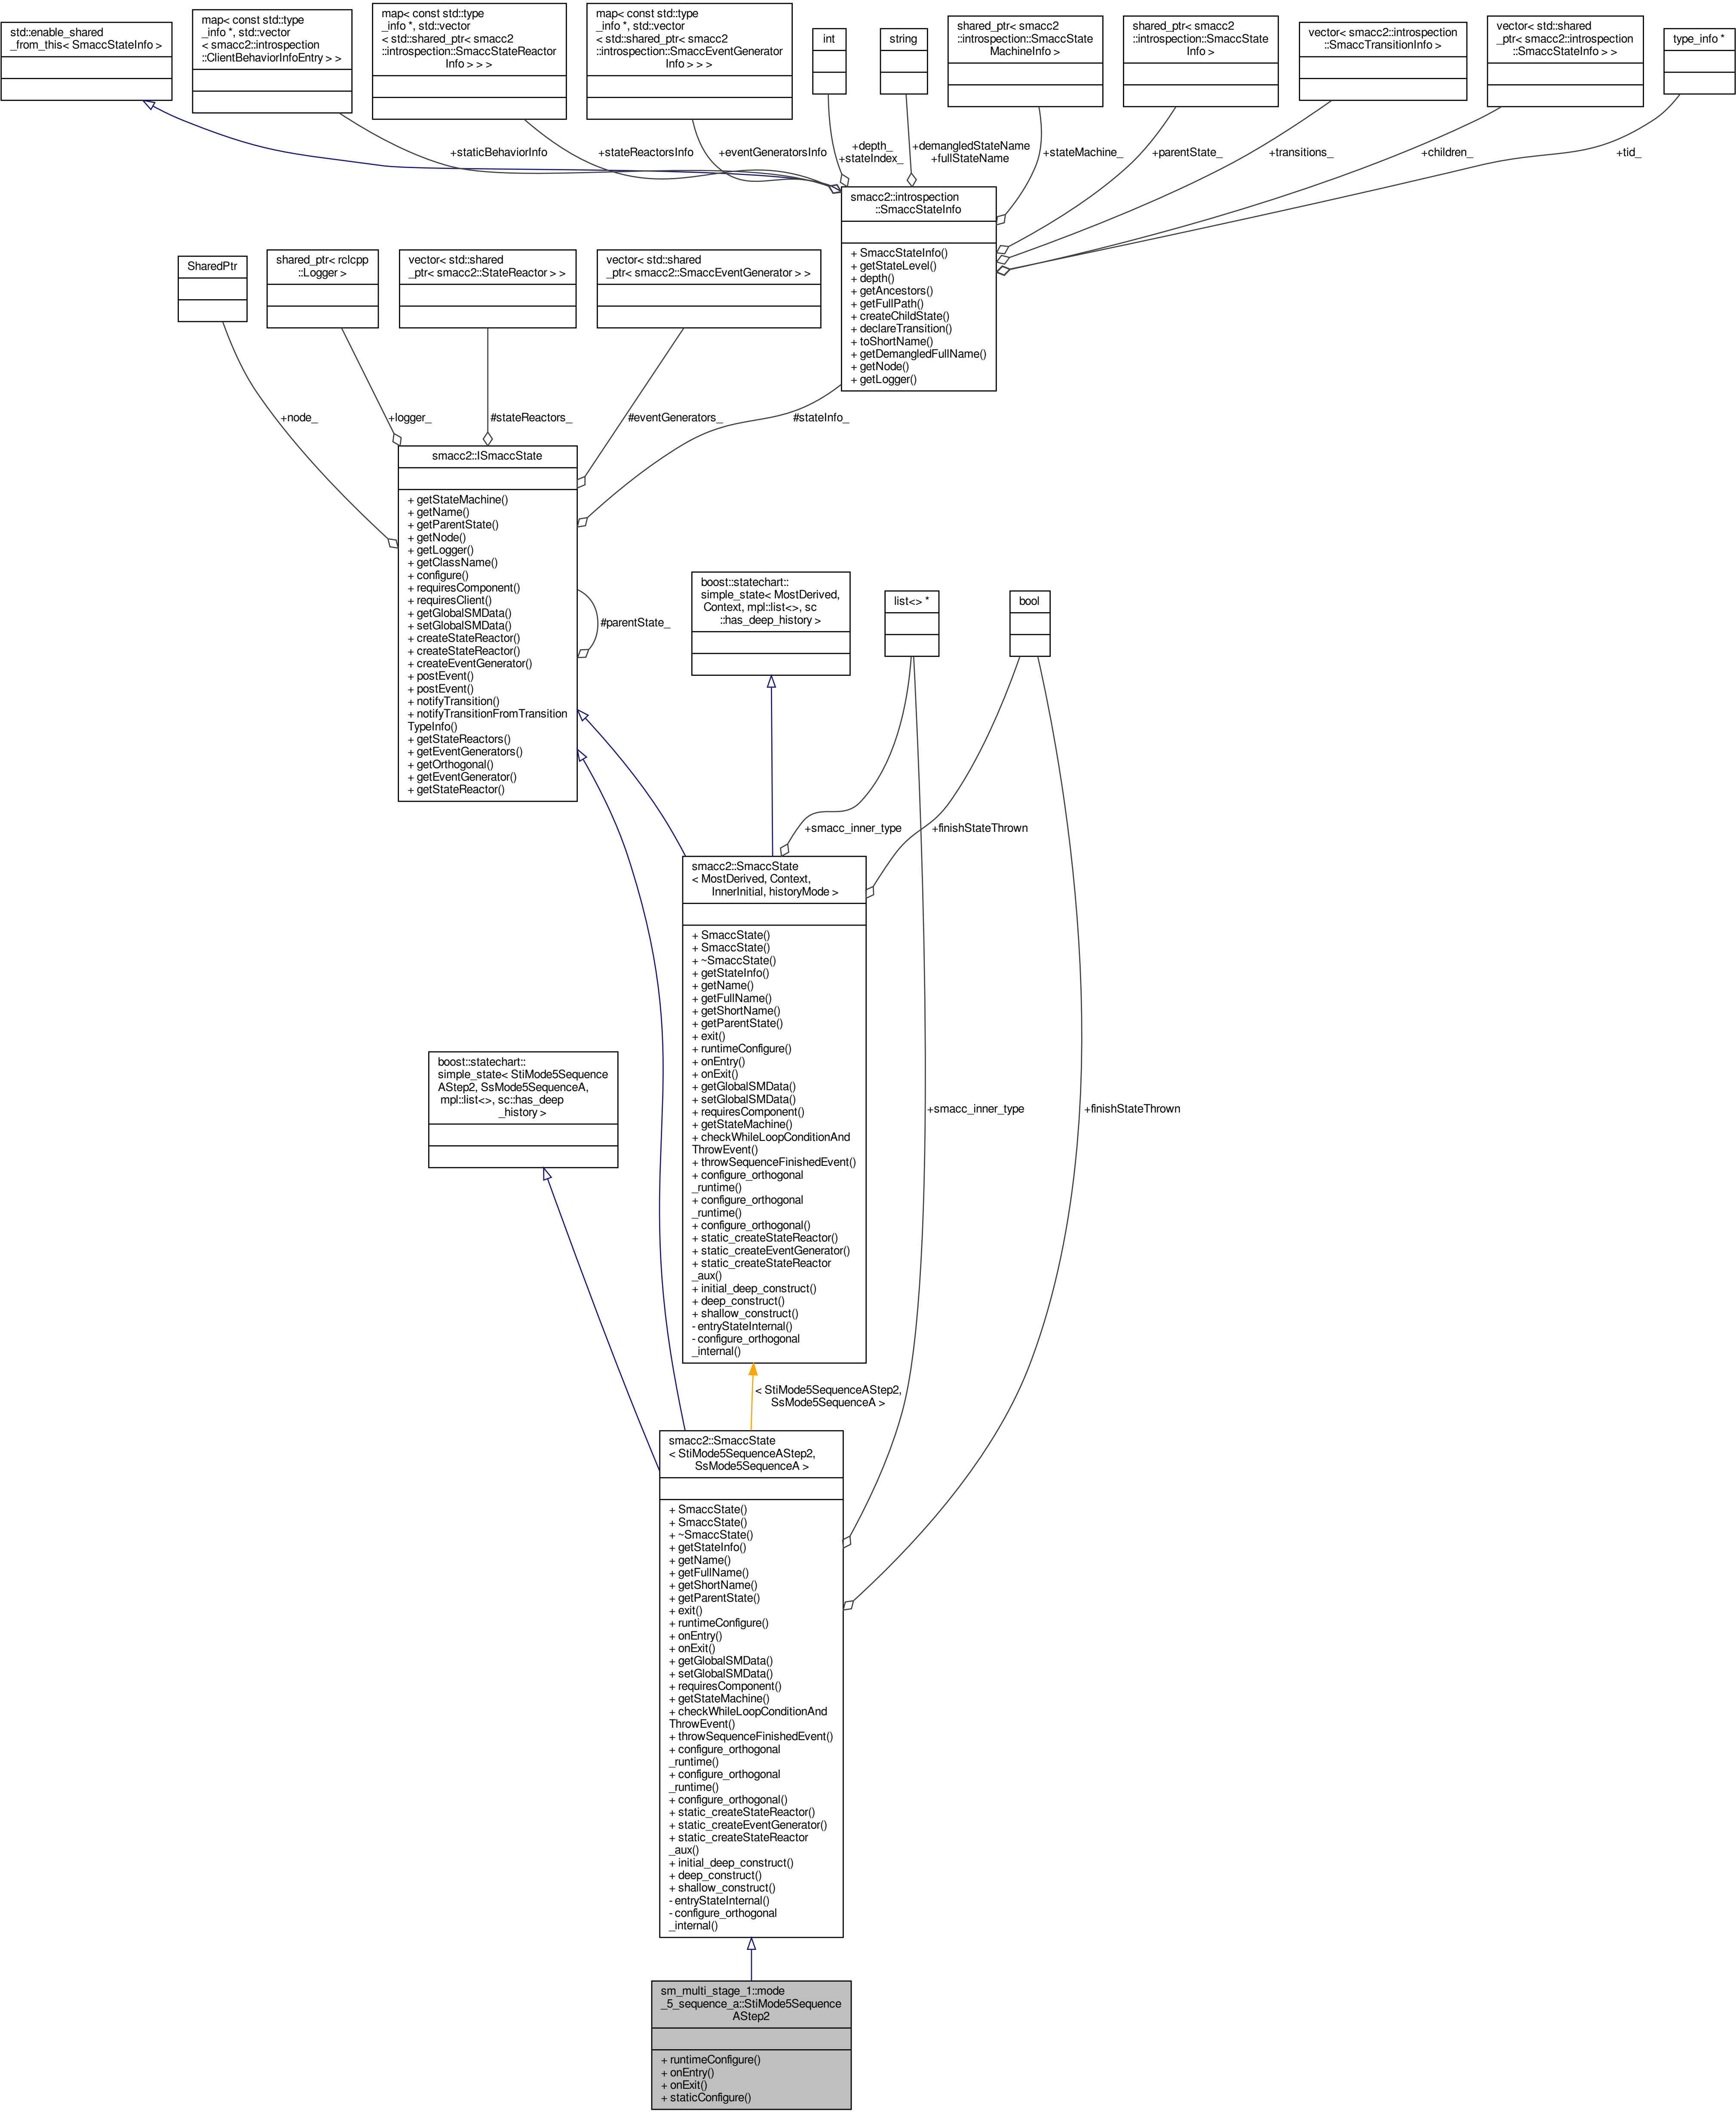 std::enable_shared
_from_this< SmaccStateInfo >
map< const std::type
_info *, std::vector
< smacc2::introspection
::ClientBehaviorInfoEntry > >
map< const std::type
_info *, std::vector
< std::shared_ptr< smacc2
::introspection::SmaccStateReactor
Info > > >
map< const std::type
_info *, std::vector
< std::shared_ptr< smacc2
::introspection::SmaccEventGenerator
Info > > >
int
string
shared_ptr< smacc2
::introspection::SmaccState
MachineInfo >
shared_ptr< smacc2
::introspection::SmaccState
Info >
vector< smacc2::introspection
::SmaccTransitionInfo >
vector< std::shared
_ptr< smacc2::introspection
::SmaccStateInfo > >
type_info *
+staticBehaviorInfo
+stateReactorsInfo
+eventGeneratorsInfo
+depth_
+stateIndex_
+demangledStateName
+fullStateName
+stateMachine_
+parentState_
+transitions_
+children_
+tid_
smacc2::introspection
::SmaccStateInfo
+ SmaccStateInfo()
+ getStateLevel()
+ depth()
+ getAncestors()
+ getFullPath()
+ createChildState()
+ declareTransition()
+ toShortName()
+ getDemangledFullName()
+ getNode()
+ getLogger()
SharedPtr
shared_ptr< rclcpp
::Logger >
vector< std::shared
_ptr< smacc2::StateReactor > >
vector< std::shared
_ptr< smacc2::SmaccEventGenerator > >
+node_
+logger_
#stateReactors_
#eventGenerators_
#stateInfo_
smacc2::ISmaccState
+ getStateMachine()
+ getName()
+ getParentState()
+ getNode()
+ getLogger()
+ getClassName()
+ configure()
+ requiresComponent()
+ requiresClient()
+ getGlobalSMData()
+ setGlobalSMData()
+ createStateReactor()
+ createStateReactor()
+ createEventGenerator()
+ postEvent()
+ postEvent()
+ notifyTransition()
+ notifyTransitionFromTransition
TypeInfo()
+ getStateReactors()
+ getEventGenerators()
+ getOrthogonal()
+ getEventGenerator()
+ getStateReactor()
#parentState_
boost::statechart::
simple_state< MostDerived,
Context, mpl::list<>, sc
::has_deep_history >
list<> *
bool
+smacc_inner_type
+finishStateThrown
smacc2::SmaccState
< MostDerived, Context,
InnerInitial, historyMode >
+ SmaccState()
+ SmaccState()
+ ~SmaccState()
+ getStateInfo()
+ getName()
+ getFullName()
+ getShortName()
+ getParentState()
+ exit()
+ runtimeConfigure()
+ onEntry()
+ onExit()
+ getGlobalSMData()
+ setGlobalSMData()
+ requiresComponent()
+ getStateMachine()
+ checkWhileLoopConditionAnd
ThrowEvent()
+ throwSequenceFinishedEvent()
+ configure_orthogonal
_runtime()
+ configure_orthogonal
_runtime()
+ configure_orthogonal()
+ static_createStateReactor()
+ static_createEventGenerator()
+ static_createStateReactor
_aux()
+ initial_deep_construct()
+ deep_construct()
+ shallow_construct()
- entryStateInternal()
- configure_orthogonal
_internal()
boost::statechart::
simple_state< StiMode5Sequence
AStep2, SsMode5SequenceA,
mpl::list<>, sc::has_deep
_history >
+smacc_inner_type
+finishStateThrown
< StiMode5SequenceAStep2,
SsMode5SequenceA >
smacc2::SmaccState
< StiMode5SequenceAStep2,
SsMode5SequenceA >
+ SmaccState()
+ SmaccState()
+ ~SmaccState()
+ getStateInfo()
+ getName()
+ getFullName()
+ getShortName()
+ getParentState()
+ exit()
+ runtimeConfigure()
+ onEntry()
+ onExit()
+ getGlobalSMData()
+ setGlobalSMData()
+ requiresComponent()
+ getStateMachine()
+ checkWhileLoopConditionAnd
ThrowEvent()
+ throwSequenceFinishedEvent()
+ configure_orthogonal
_runtime()
+ configure_orthogonal
_runtime()
+ configure_orthogonal()
+ static_createStateReactor()
+ static_createEventGenerator()
+ static_createStateReactor
_aux()
+ initial_deep_construct()
+ deep_construct()
+ shallow_construct()
- entryStateInternal()
- configure_orthogonal
_internal()
sm_multi_stage_1::mode
_5_sequence_a::StiMode5Sequence
AStep2
+ runtimeConfigure()
+ onEntry()
+ onExit()
+ staticConfigure()